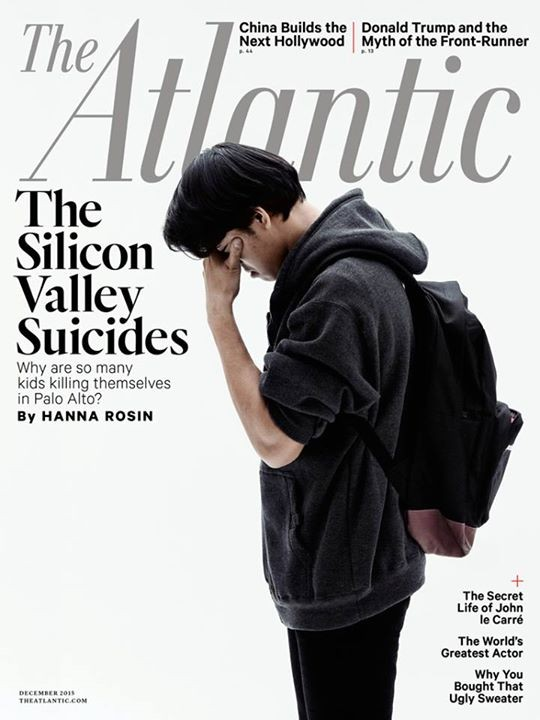 The
Atlantic
China Builds the
Next Hollywood
p. 44
Donald Trump and the
Myth of the Front-Runner
p. 13
The
Silicon
Valley
Suicides
Why are so many
kids killing themselves
in Palo Alto?
By HANNA ROSIN
+
The Secret
Life of John
le Carré
The World's
Greatest Actor
Why You
Bought That
Ugly Sweater
DECEMBER 2015
THEATLANTIC.COM